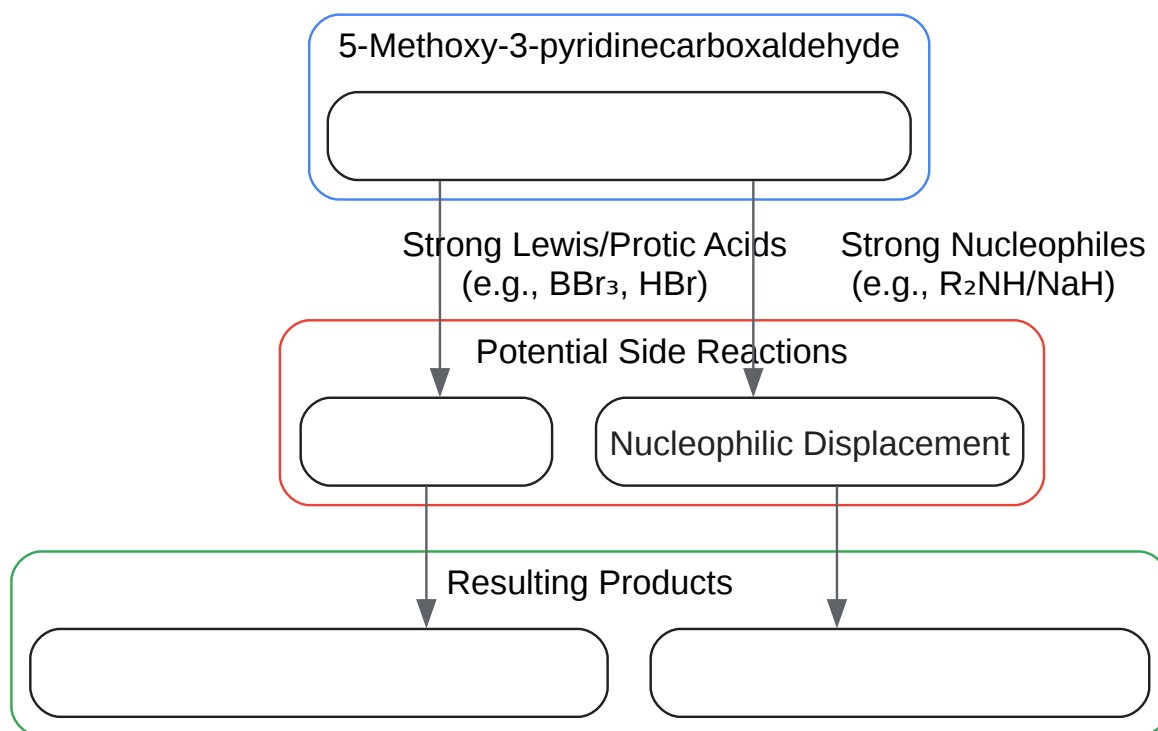 5-Methoxy-3-pyridinecarboxaldehyde
Strong Lewis/Protic Acids
(e.g., BBr₃, HBr)
Strong Nucleophiles
(e.g., R₂NH/NaH)
Potential Side Reactions
Nucleophilic Displacement
Resulting Products